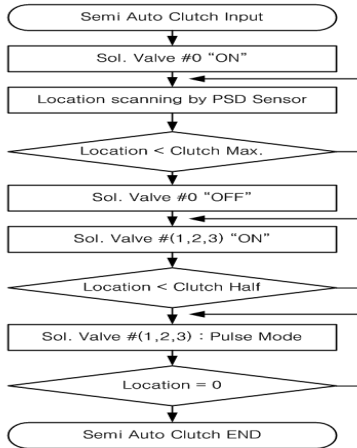 Semi Auto Clutch Input
Sol. Valve #0 “ON”
Location scanning by PSD Sensor
Location < Clutch Max.
Sol. Valve #0 “OFF”
Sol. Valve #(1,2,3) “ON”
Location < Clutch Half
Sol. Valve #(1,2,3) : Pulse Mode
Location = 0
Semi Auto Clutch END